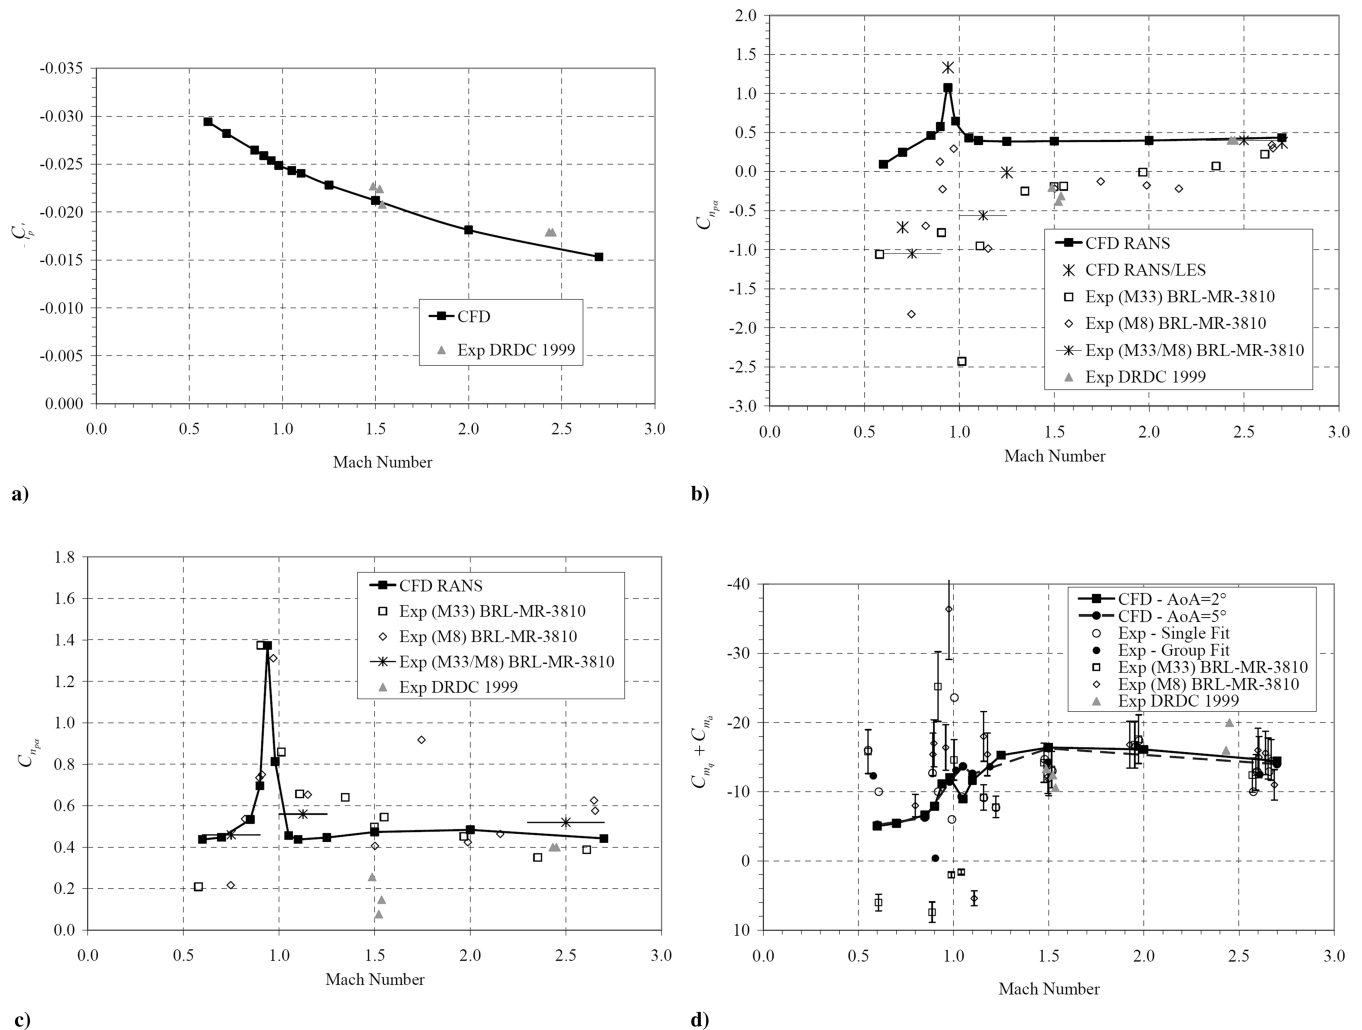 -0.035
-0.030
-0.025
-0.020
-0.015
-0.010
-0.005
0.000
0.0 0.5 1.0 1.5 2.0 2.5 3.0
Mach Number
CFD
Exp DRDC 1999
a)
2.0
1.5
1.0
0.5
0.0
-0.5
-1.0
-1.5
-2.0
-2.5
-3.0
C_{n_{pα}}
0.0 0.5 1.0 1.5 2.0 2.5 3.0
Mach Number
CFD RANS
CFD RANS/LES
Exp (M33) BRL-MR-3810
Exp (M8) BRL-MR-3810
Exp (M33/M8) BRL-MR-3810
Exp DRDC 1999
b)
1.8
1.6
1.4
1.2
1.0
0.8
0.6
0.4
0.2
0.0
C_{n_{pα}}
0.0 0.5 1.0 1.5 2.0 2.5 3.0
Mach Number
CFD RANS
Exp (M33) BRL-MR-3810
Exp (M8) BRL-MR-3810
Exp (M33/M8) BRL-MR-3810
Exp DRDC 1999
c)
-40
-30
-20
-10
0
10
0.0 0.5 1.0 1.5 2.0 2.5 3.0
Mach Number
CFD - AoA=2°
CFD - AoA=5°
Exp - Single Fit
Exp - Group Fit
Exp (M33) BRL-MR-3810
Exp (M8) BRL-MR-3810
Exp DRDC 1999
d)